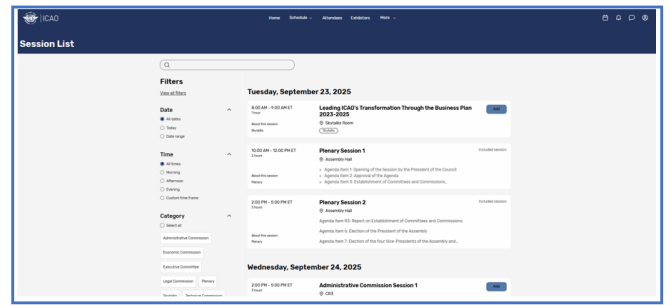 ICAO
Home Schedule Attendees Exhibitors More
Session List
Filters
View all filters
Date
All dates
Today
Date range
Time
All times
Morning
Afternoon
Evening
Custom time frame
Category
Select all
Administrative Commission
Economic Commission
Executive Committee
Legal Commission Plenary
Skytalks Technical Commission
Tuesday, September 23, 2025
8:00 AM - 9:00 AM ET
1 hour
About this session
Skytalks
Leading ICAO's Transformation Through the Business Plan
2023-2025
Skytalks Room
Skytalks
Add
10:00 AM - 12:00 PM ET
2 hours
About this session
Plenary
Plenary Session 1
Assembly Hall
Agenda Item 1: Opening of the Session by the President of the Council
Agenda Item 2: Approval of the Agenda
Agenda Item 3: Establishment of Committees and Commissions...
Included session
2:00 PM - 5:00 PM ET
3 hours
About this session
Plenary
Plenary Session 2
Assembly Hall
Agenda Item R3: Report on Establishment of Committees and Commissions
Agenda Item 6: Election of the President of the Assembly
Agenda Item 7: Election of the four Vice-Presidents of the Assembly and...
Included session
Wednesday, September 24, 2025
2:00 PM - 5:00 PM ET
3 hours
Administrative Commission Session 1
CR3
Add